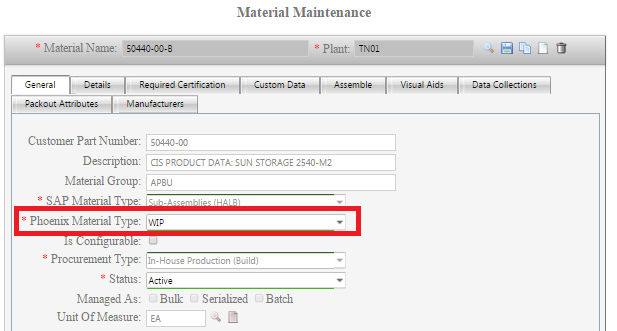 Material Maintenance
* Material Name: 50440-00-B * Plant: TN01
General Details Required Certification Custom Data Assemble Visual Aids Data Collections
Packout Attributes Manufacturers
Customer Part Number: 50440-00
Description: CIS PRODUCT DATA: SUN STORAGE 2540-M2
Material Group: APBU
* SAP Material Type: Sub-Assemblies (HALB)
* Phoenix Material Type: WIP
Is Configurable:
* Procurement Type: In-House Production (Build)
* Status: Active
Managed As: Bulk Serialized Batch
Unit Of Measure: EA